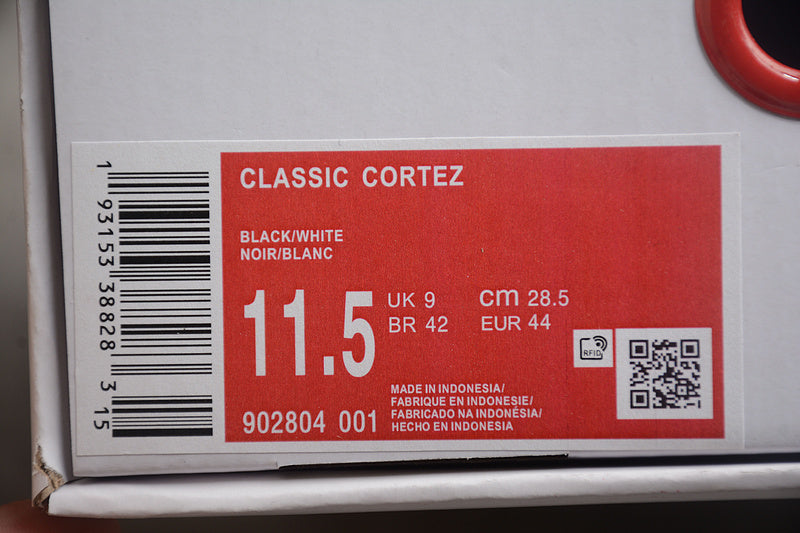 CLASSIC CORTEZ
BLACK/WHITE
NOIR/BLANC
11.5
UK 9 cm 28.5
BR 42 EUR 44
RFID
MADE IN INDONESIA/
FABRIQUE EN INDONESIE/
FABRICADO NA INDONÉSIA/
HECHO EN INDONESIA
902804 001
1 93153 38828 3 15